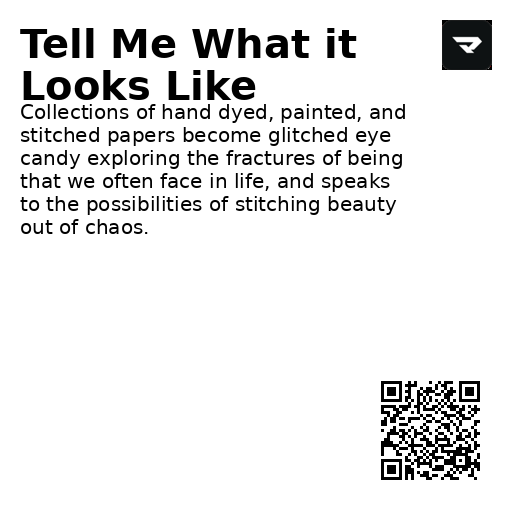 Tell Me What it
Looks Like
Collections of hand dyed, painted, and
stitched papers become glitched eye
candy exploring the fractures of being
that we often face in life, and speaks
to the possibilities of stitching beauty
out of chaos.